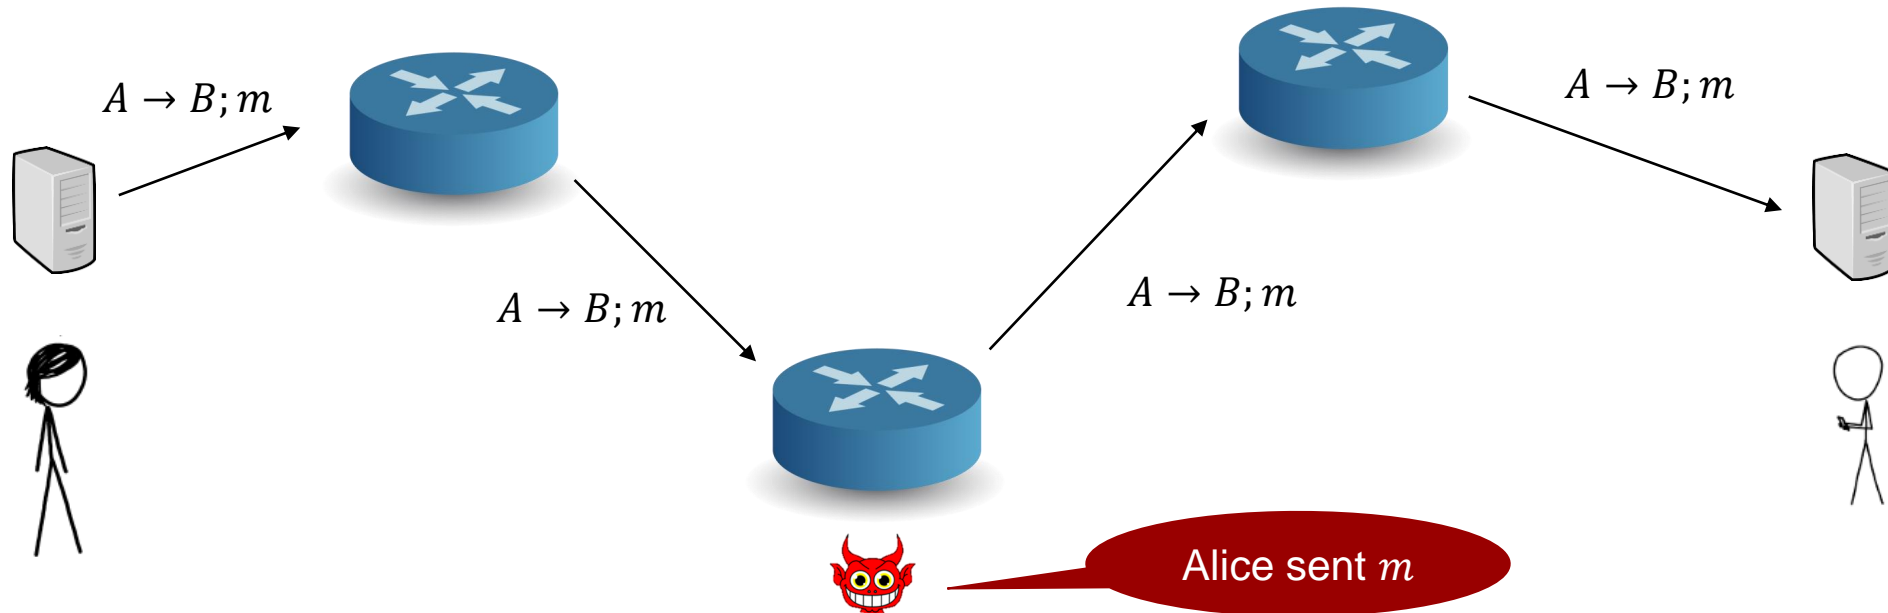 A → B; m
A → B; m
A → B; m
A → B; m
Alice sent m